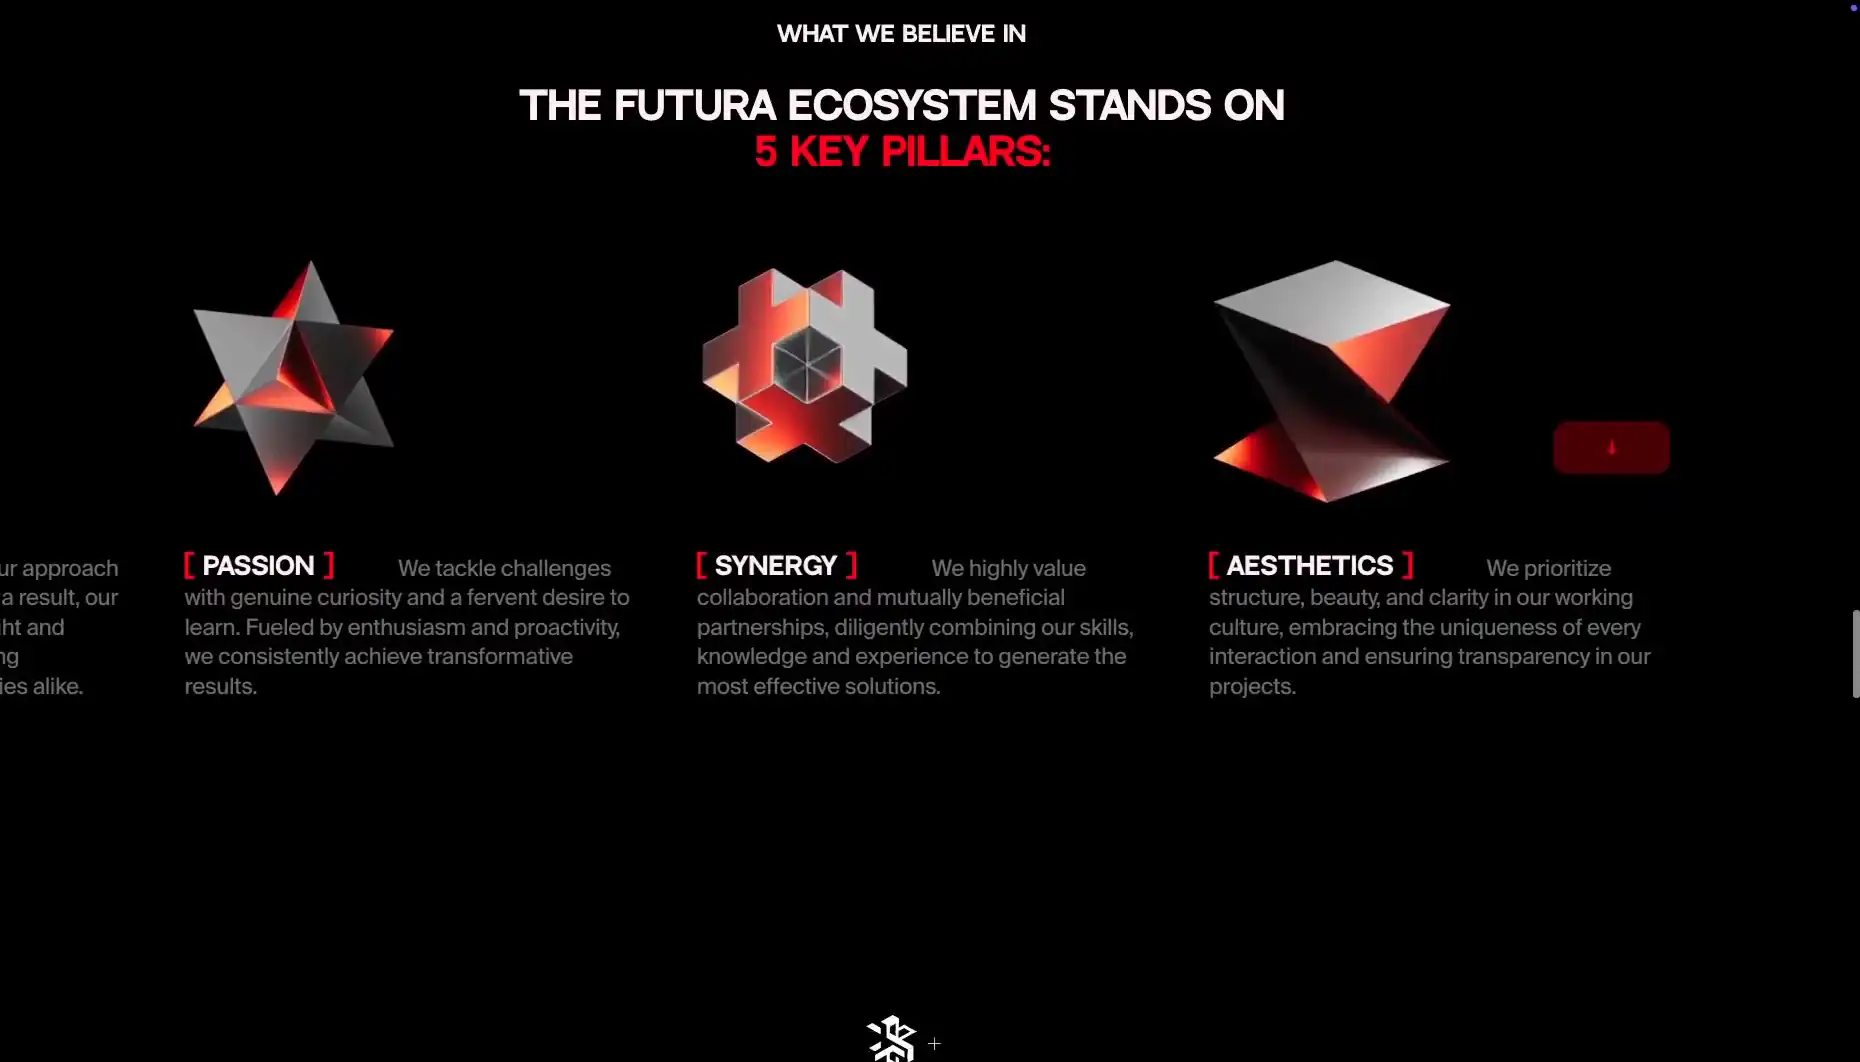 WHAT WE BELIEVE IN
THE FUTURA ECOSYSTEM STANDS ON
5 KEY PILLARS:
ur approach
a result, our
ht and
ng
ies alike.
[ PASSION ] We tackle challenges
with genuine curiosity and a fervent desire to
learn. Fueled by enthusiasm and proactivity,
we consistently achieve transformative
results.
[ SYNERGY ] We highly value
collaboration and mutually beneficial
partnerships, diligently combining our skills,
knowledge and experience to generate the
most effective solutions.
[ AESTHETICS ] We prioritize
structure, beauty, and clarity in our working
culture, embracing the uniqueness of every
interaction and ensuring transparency in our
projects.